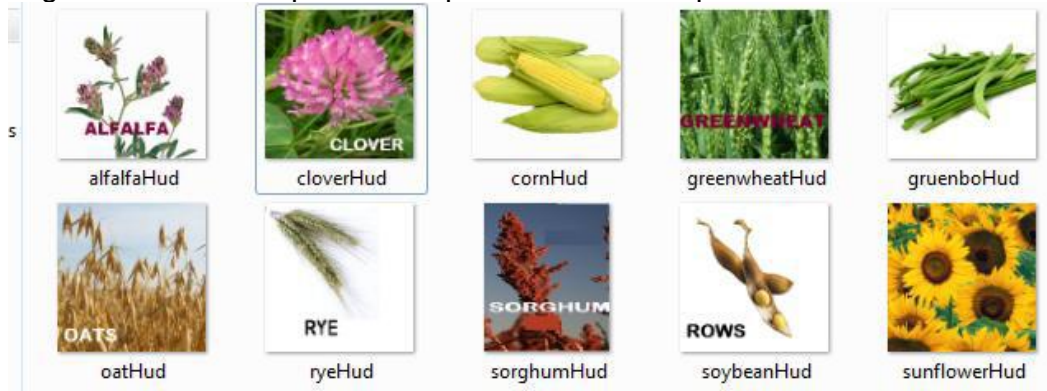 s
ALFALFA
CLOVER
GREENWHEAT
alfalfaHud
cloverHud
cornHud
greenwheatHud
gruenboHud
OATS
RYE
SORGHUM
ROWS
oatHud
ryeHud
sorghumHud
soybeanHud
sunflowerHud